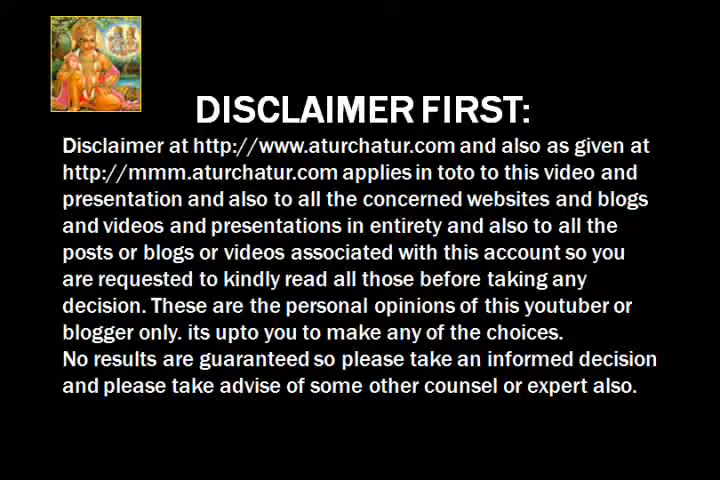 DISCLAIMER FIRST:
Disclaimer at http://www.aturchatur.com and also as given at
http://mmm.aturchatur.com applies in toto to this video and
presentation and also to all the concerned websites and blogs
and videos and presentations in entirety and also to all the
posts or blogs or videos associated with this account so you
are requested to kindly read all those before taking any
decision. These are the personal opinions of this youtuber or
blogger only. its upto you to make any of the choices.
No results are guaranteed so please take an informed decision
and please take advise of some other counsel or expert also.